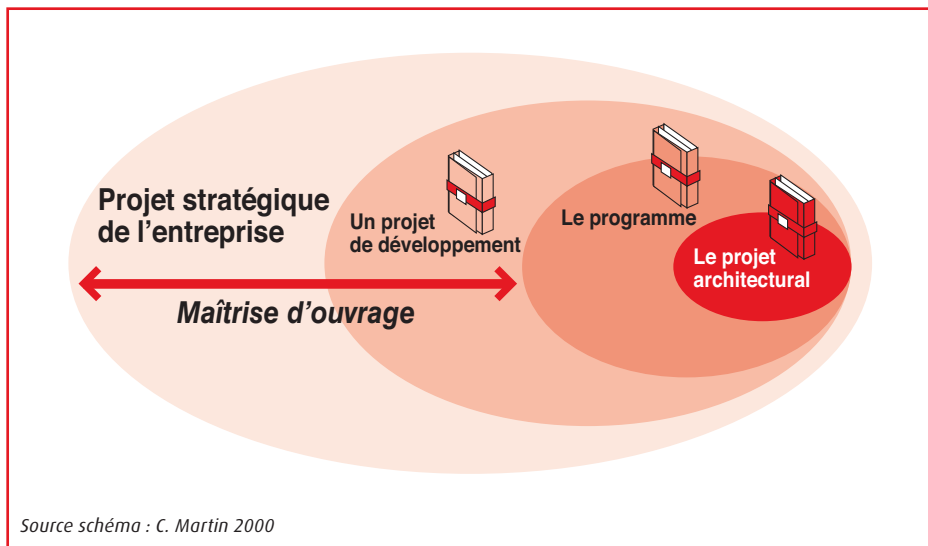 Projet stratégique
de l'entreprise
Un projet
de développement
Le programme
Le projet
architectural
Maîtrise d'ouvrage
Source schéma : C. Martin 2000